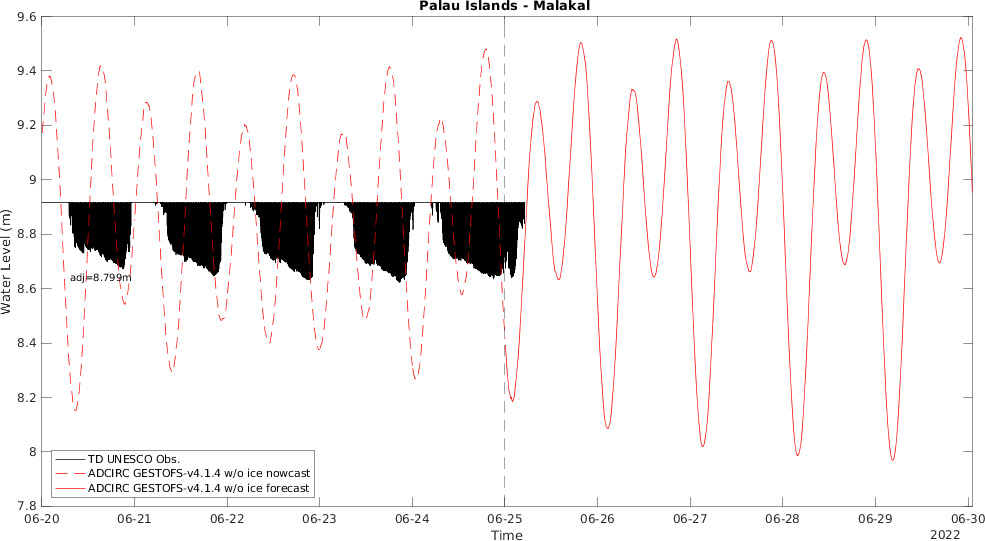 Palau Islands - Malakal
Water Level (m)
9.6
9.4
9.2
9
8.8
8.6
8.4
8.2
8
7.8
adj=8.799m
TD UNESCO Obs.
ADCIRC GESTOFS-v4.1.4 w/o ice nowcast
ADCIRC GESTOFS-v4.1.4 w/o ice forecast
06-20 06-21 06-22 06-23 06-24 06-25 06-26 06-27 06-28 06-29 06-30
Time
2022